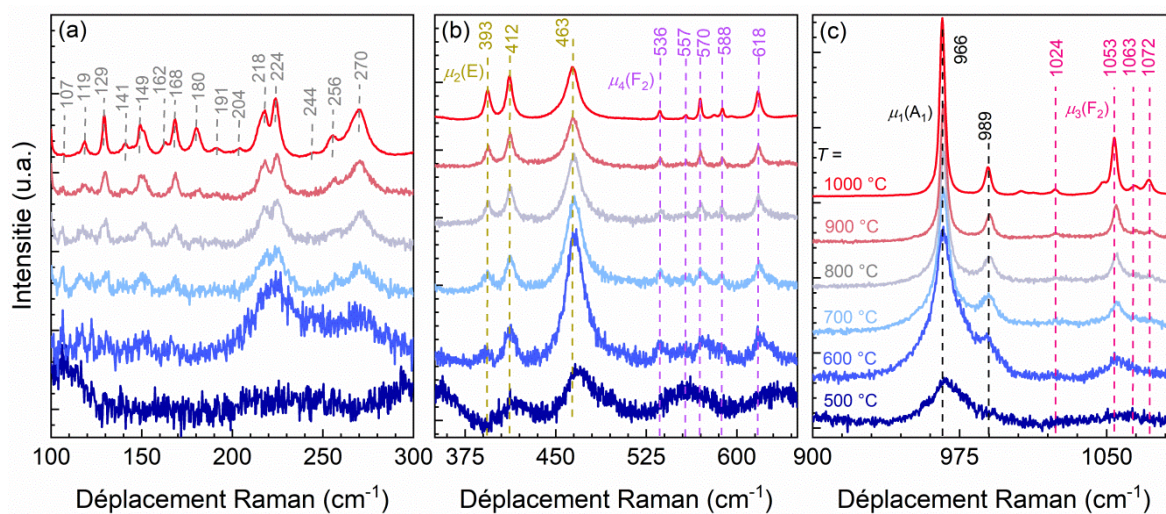 (a)
107
119
129
141
149
162
168
180
191
204
218
224
244
256
270
(b)
393
412
463
536
557
570
588
618
μ2(E)
μ4(F2)
(c)
966
989
1024
1053
1063
1072
μ1(A1)
μ3(F2)
T =
1000 °C
900 °C
800 °C
700 °C
600 °C
500 °C
Intensitie (u.a.)
100 150 200 250 300
375 450 525 600
900 975 1050
Déplacement Raman (cm-1)
Déplacement Raman (cm-1)
Déplacement Raman (cm-1)